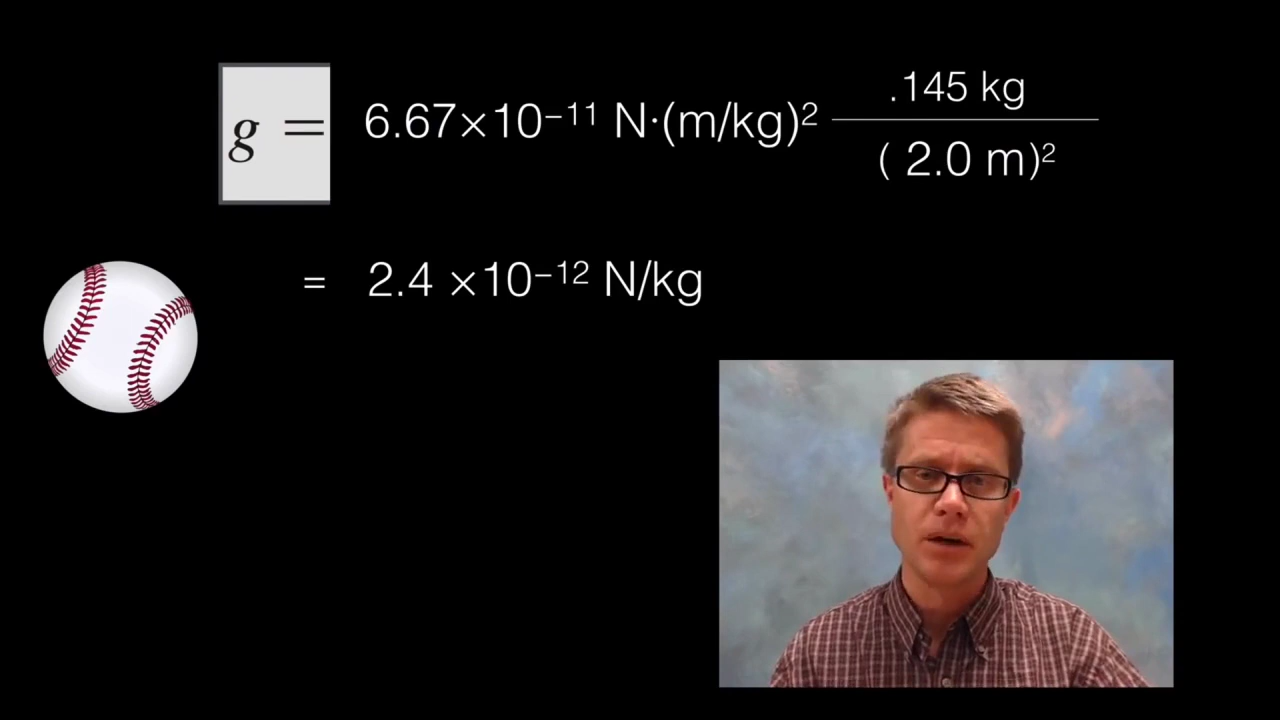 g = 6.67×10⁻¹¹ N·(m/kg)² .145 kg
( 2.0 m)²
= 2.4 ×10⁻¹² N/kg